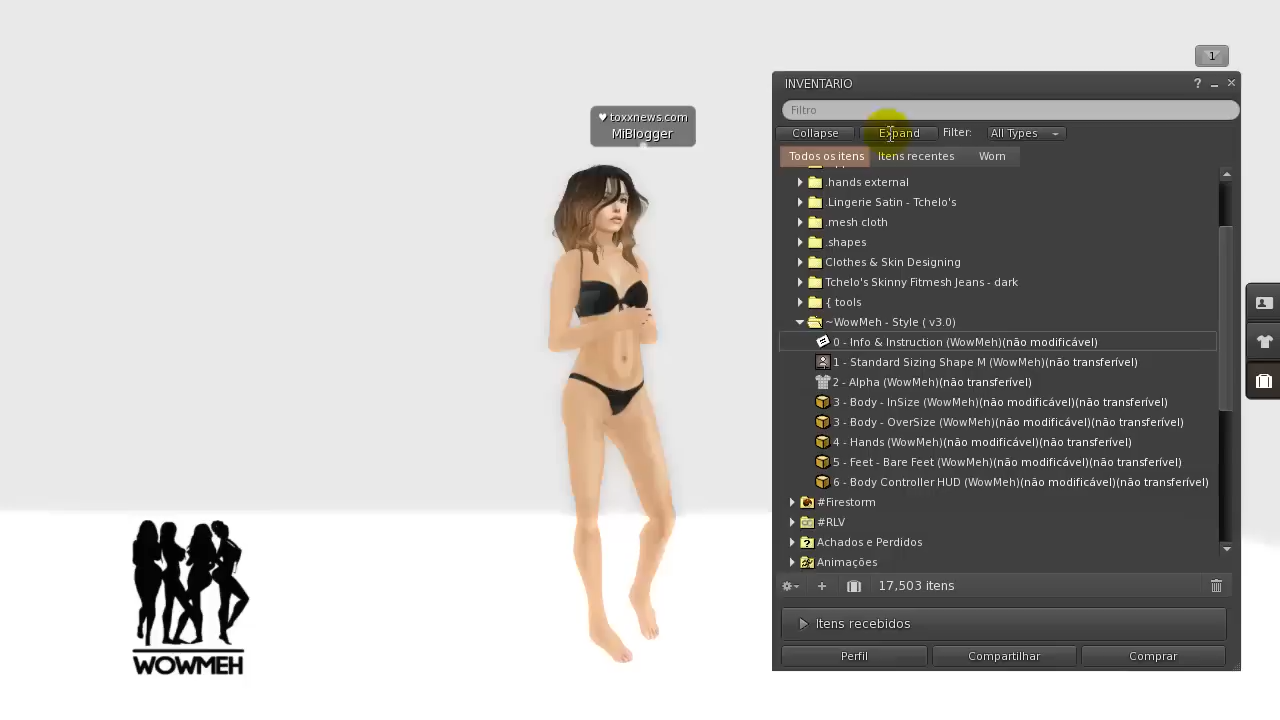 1
INVENTARIO
?
Filtro
Collapse
Expand
Filter:
All Types
Todos os itens
Itens recentes
Worn
♥ toxxnews.com
MiBlogger
.hands external
.Lingerie Satin - Tchelo's
.mesh cloth
.shapes
Clothes & Skin Designing
Tchelo's Skinny Fitmesh Jeans - dark
{ tools
~WowMeh - Style ( v3.0)
0 - Info & Instruction (WowMeh)(não modificável)
1 - Standard Sizing Shape M (WowMeh)(não transferível)
2 - Alpha (WowMeh)(não transferível)
3 - Body - InSize (WowMeh)(não modificável)(não transferível)
3 - Body - OverSize (WowMeh)(não modificável)(não transferível)
4 - Hands (WowMeh)(não modificável)(não transferível)
5 - Feet - Bare Feet (WowMeh)(não modificável)(não transferível)
6 - Body Controller HUD (WowMeh)(não modificável)(não transferível)
#Firestorm
#RLV
Achados e Perdidos
Animações
17,503 itens
Itens recebidos
Perfil
Compartilhar
Comprar
WOWMEH